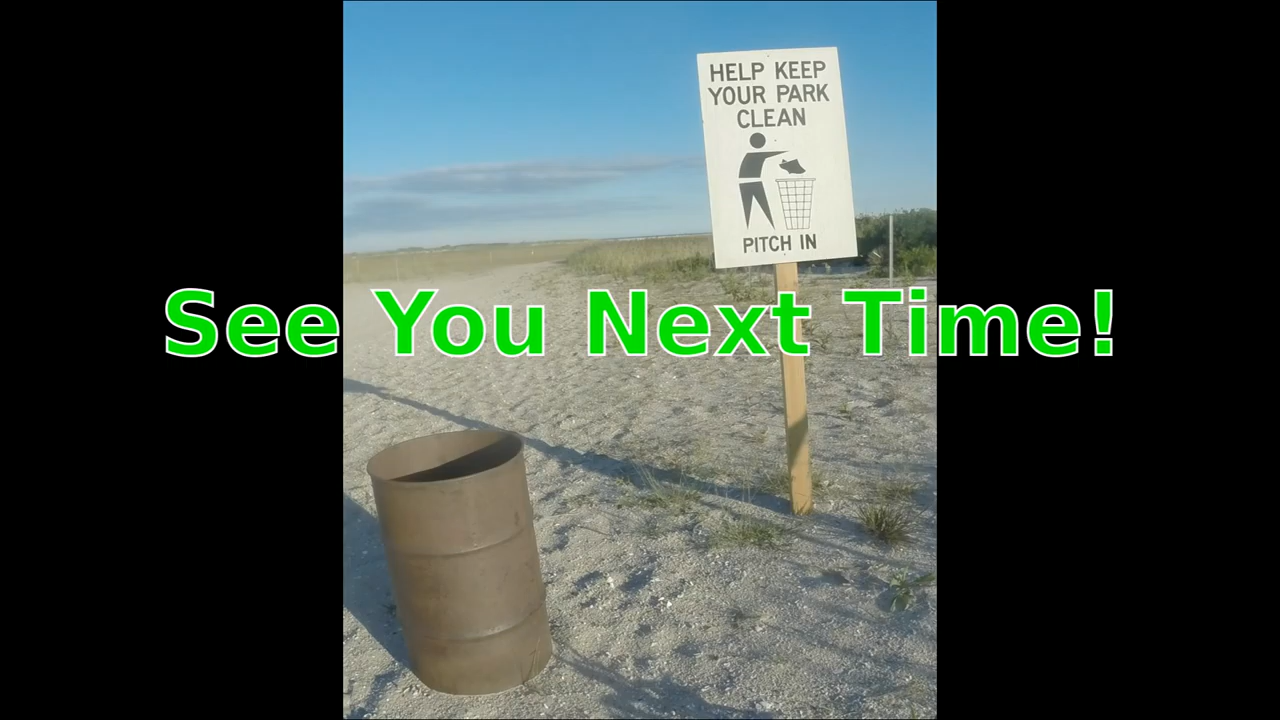 HELP KEEP
YOUR PARK
CLEAN
PITCH IN
See You Next Time!